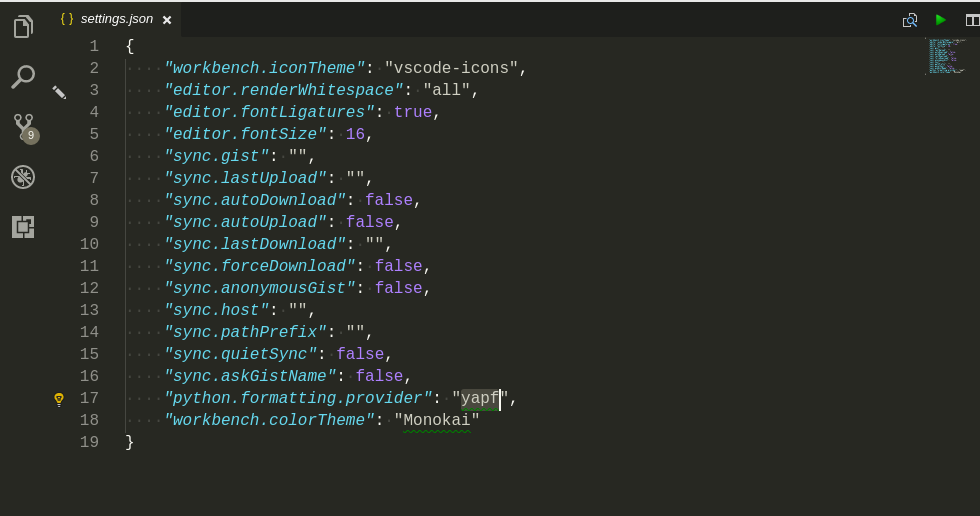 { } settings.json ×
1 {
2 "workbench.iconTheme": "vscode-icons",
3 "editor.renderWhitespace": "all",
4 "editor.fontLigatures": true,
5 "editor.fontSize": 16,
6 "sync.gist": "",
7 "sync.lastUpload": "",
8 "sync.autoDownload": false,
9 "sync.autoUpload": false,
10 "sync.lastDownload": "",
11 "sync.forceDownload": false,
12 "sync.anonymousGist": false,
13 "sync.host": "",
14 "sync.pathPrefix": "",
15 "sync.quietSync": false,
16 "sync.askGistName": false,
17 "python.formatting.provider": "yapf",
18 "workbench.colorTheme": "Monokai"
19 }
9